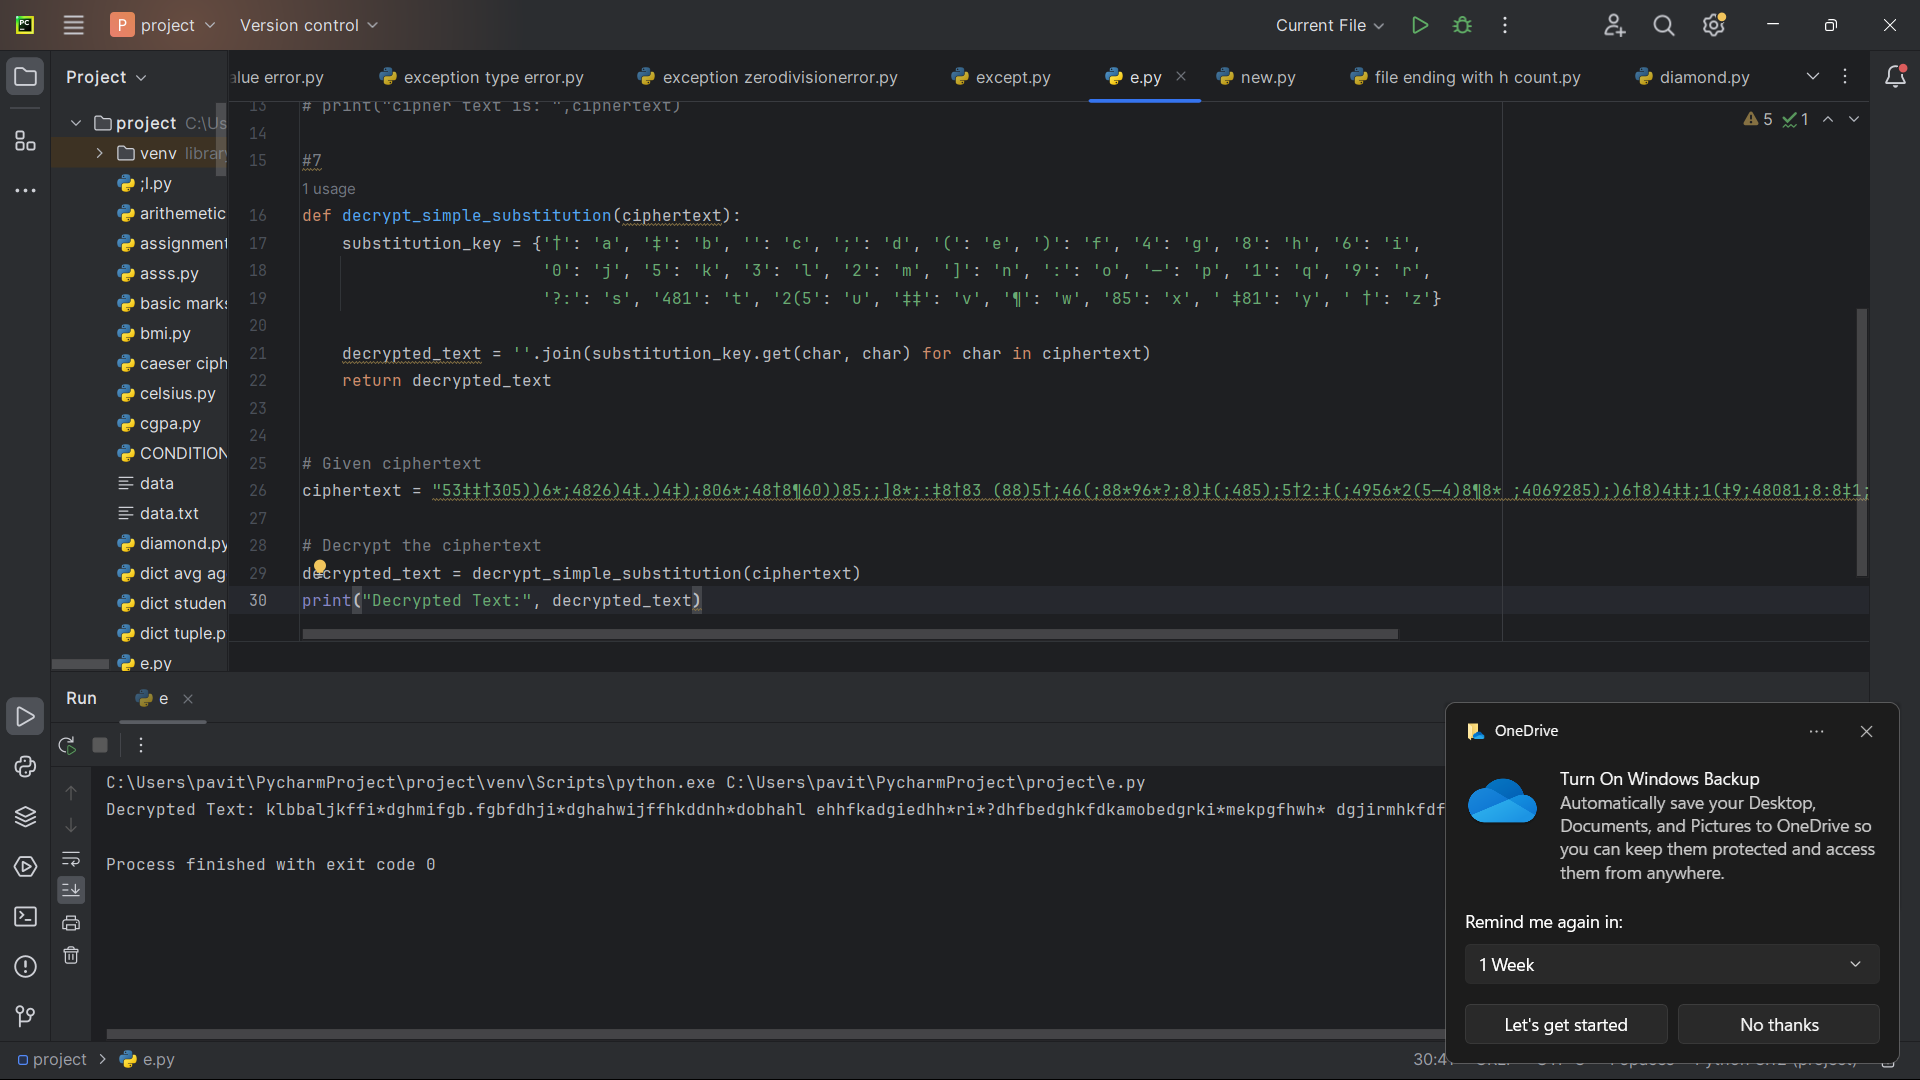 PC
P project
Version control
Current File
Project
alue error.py
exception type error.py
exception zerodivisionerror.py
except.py
e.py
new.py
file ending with h count.py
diamond.py
project C:\Us
venv library
;l.py
arithemetic
assignment
asss.py
basic marks
bmi.py
caeser ciph
celsius.py
cgpa.py
CONDITION
data
data.txt
diamond.py
dict avg ag
dict studen
dict tuple.p
e.py
5 1
13 # print("cipher text is: ",ciphertext)
14
15 #7
1 usage
16 def decrypt_simple_substitution(ciphertext):
17 substitution_key = {'†': 'a', '‡': 'b', '': 'c', ';': 'd', '(': 'e', ')': 'f', '4': 'g', '8': 'h', '6': 'i',
18 '0': 'j', '5': 'k', '3': 'l', '2': 'm', ']': 'n', ':': 'o', '—': 'p', '1': 'q', '9': 'r',
19 '?:': 's', '481': 't', '2(5': 'u', '‡‡': 'v', '¶': 'w', '85': 'x', ' ‡81': 'y', ' †': 'z'}
20
21 decrypted_text = ''.join(substitution_key.get(char, char) for char in ciphertext)
22 return decrypted_text
23
24
25 # Given ciphertext
26 ciphertext = "53‡‡†305))6*;4826)4‡.)4‡);806*;48†8¶60))85;;]8*;:‡8†83 (88)5†;46(;88*96*?;8)‡(;485);5†2:‡(;4956*2(5—4)8¶8* ;4069285);)6†8)4‡‡;1(‡9;48081;8:8‡1;
27
28 # Decrypt the ciphertext
29 decrypted_text = decrypt_simple_substitution(ciphertext)
30 print("Decrypted Text:", decrypted_text)
Run
e
C:\Users\pavit\PycharmProject\project\venv\Scripts\python.exe C:\Users\pavit\PycharmProject\project\e.py
Decrypted Text: klbbaljkffi*dghmifgb.fgbfdhji*dghahwijffhkddnh*dobhahl ehhfkadgiedhh*ri*?dhfbedghkfdkamobedgrki*mekpgfhwh* dgjirmhkfdf
Process finished with exit code 0
OneDrive
Turn On Windows Backup
Automatically save your Desktop,
Documents, and Pictures to OneDrive so
you can keep them protected and access
them from anywhere.
Remind me again in:
1 Week
Let's get started
No thanks
project
e.py